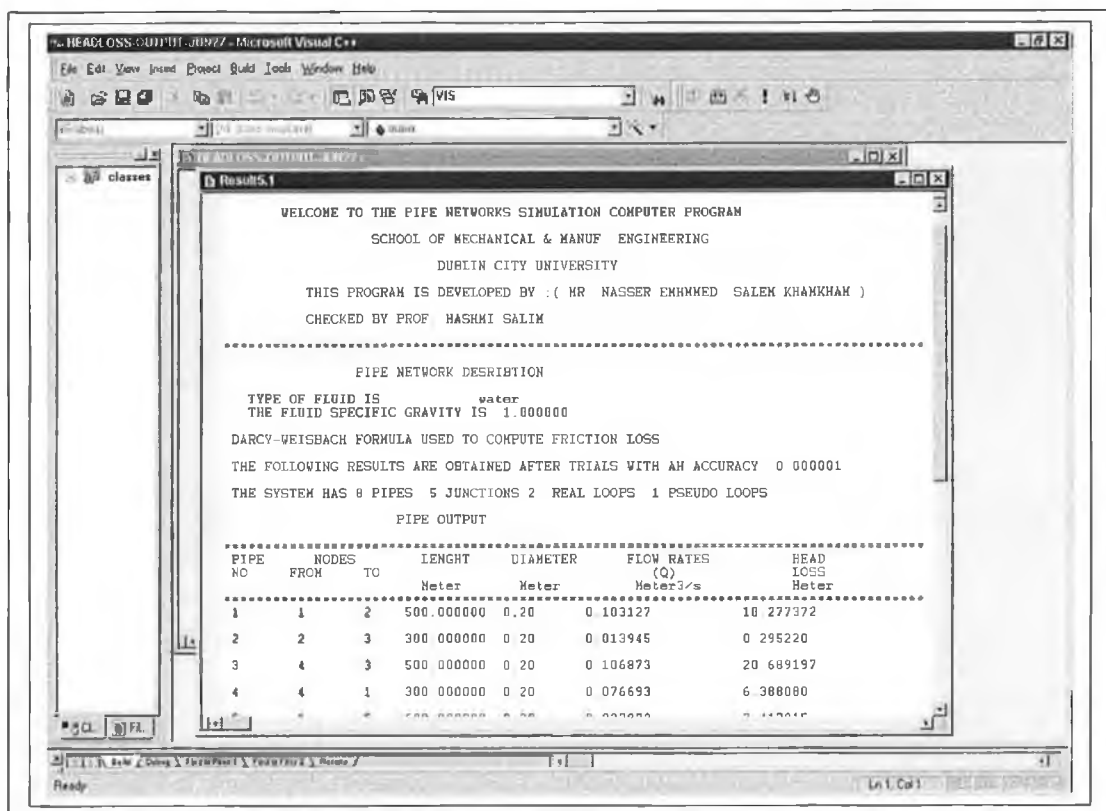 HEADLOSS-OUTPUT-JUN27 - Microsoft Visual C++
File Edit View Insert Project Build Tools Window Help
VIS
main
classes
Result5.1
WELCOME TO THE PIPE NETWORKS SIMULATION COMPUTER PROGRAM
SCHOOL OF MECHANICAL & MANUF ENGINEERING
DUBLIN CITY UNIVERSITY
THIS PROGRAM IS DEVELOPED BY :( MR NASSER EMHMMED SALEM KHAMKHAM )
CHECKED BY PROF HASHMI SALIM
PIPE NETWORK DESRIBTION
TYPE OF FLUID IS water
THE FLUID SPECIFIC GRAVITY IS 1.000000
DARCY-WEISBACH FORMULA USED TO COMPUTE FRICTION LOSS
THE FOLLOWING RESULTS ARE OBTAINED AFTER TRIALS WITH AN ACCURACY 0 000001
THE SYSTEM HAS 8 PIPES 5 JUNCTIONS 2 REAL LOOPS 1 PSEUDO LOOPS
PIPE OUTPUT
PIPE NODES LENGHT DIAMETER FLOW RATES HEAD
NO FROM TO (Q) LOSS
Meter Meter Meter3/s Meter
1 1 2 500.000000 0.20 0 103127 10 277372
2 2 3 300 000000 0 20 0 013945 0 295220
3 4 3 500 000000 0 20 0 106873 20 689197
4 4 1 300 000000 0 20 0 076693 6 388080
Build Debug
Ready
Ln 1, Col 1